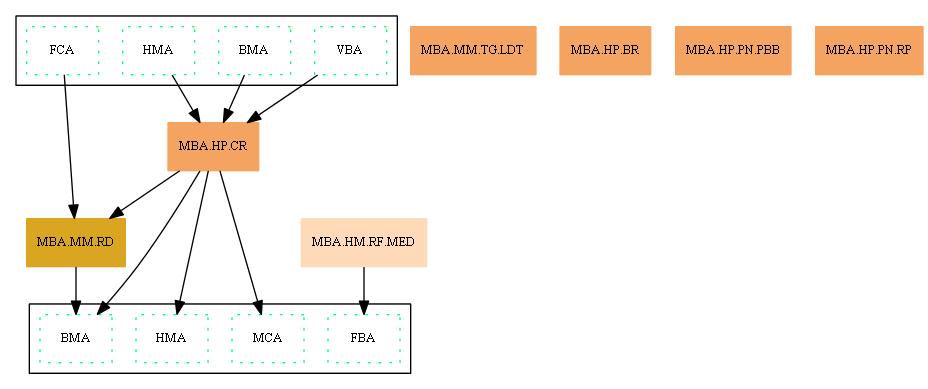 FCA
HMA
BMA
VBA
MBA.MM.TG.LDT
MBA.HP.BR
MBA.HP.PN.PBB
MBA.HP.PN.RP
MBA.HP.CR
MBA.MM.RD
MBA.HM.RF.MED
BMA
HMA
MCA
FBA